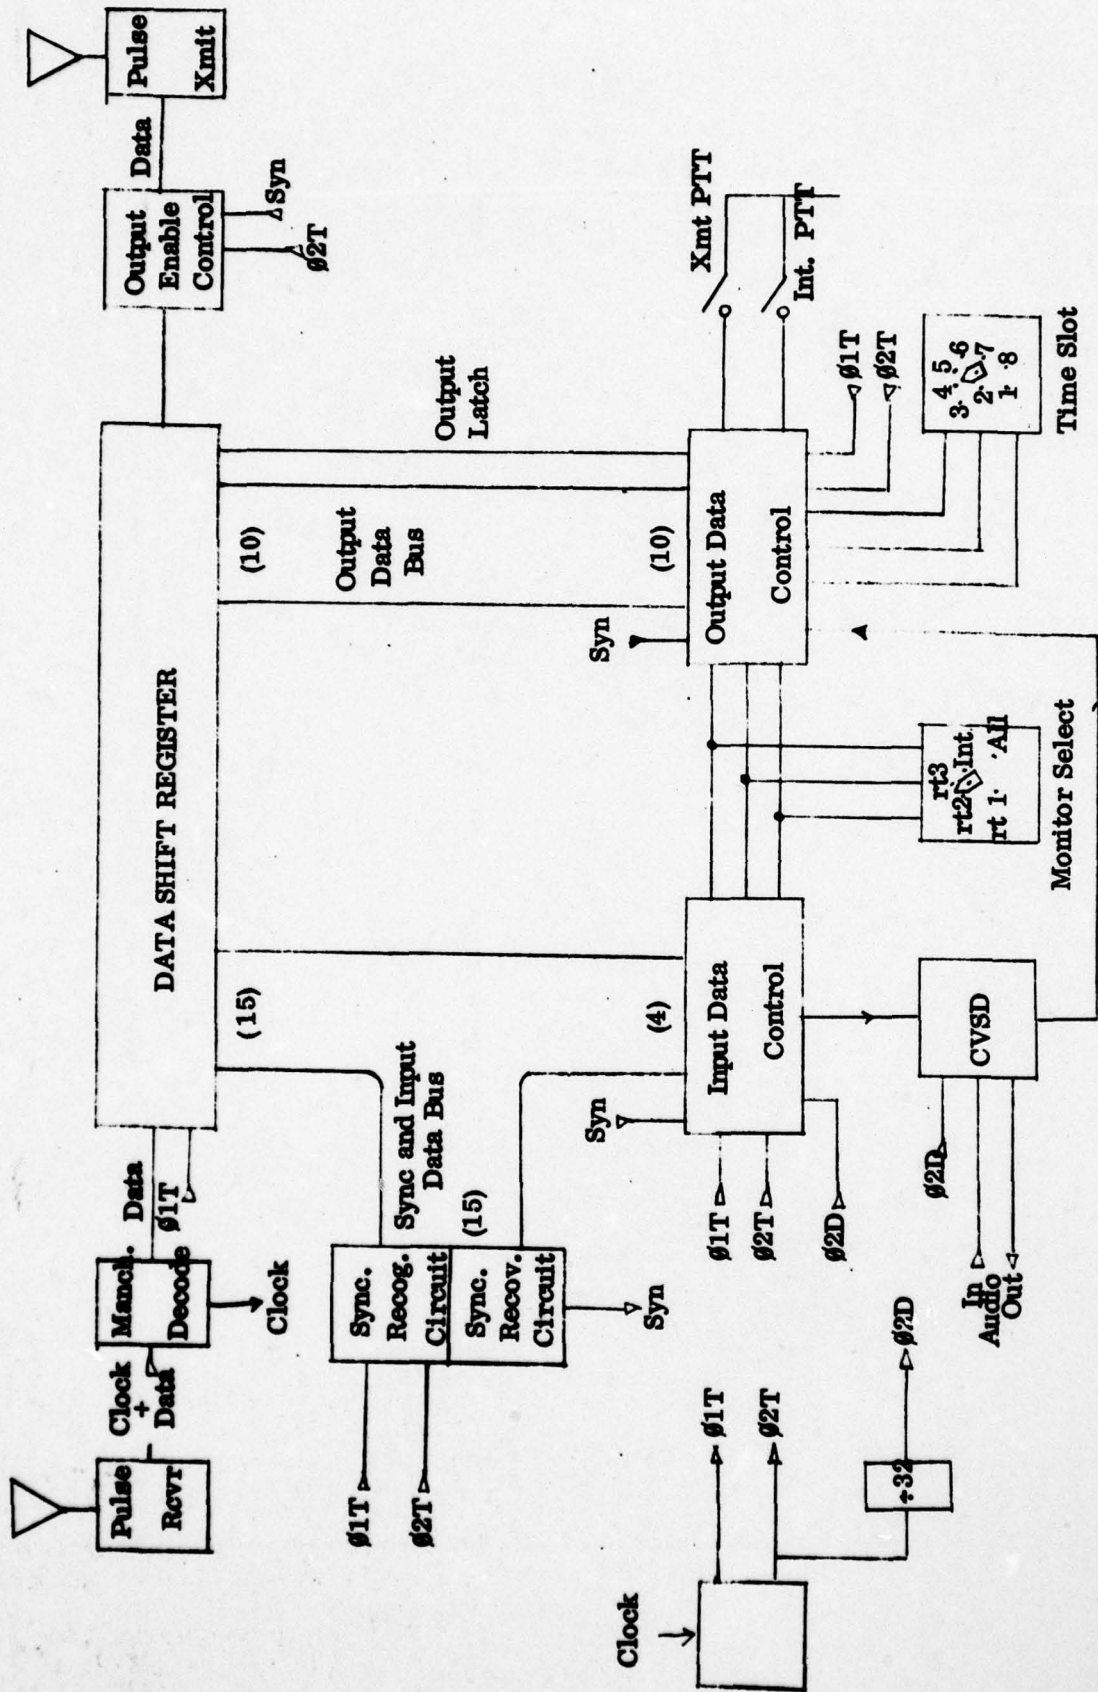 Pulse
Rcvr
Clock
+
Data
Manch.
Decode
Clock
Data
Ø1T
DATA SHIFT REGISTER
(15)
(10)
Output
Enable
Control
Ø2T
Syn
Data
Pulse
Xmit
Ø1T
Ø2T
Sync.
Recog.
Circuit
Sync.
Recov.
Circuit
Syn
Sync and Input
Data Bus
(15)
Output
Data
Bus
Output
Latch
Syn
(4)
Input Data
Control
Ø1T
Ø2T
Ø2D
Syn
(10)
Output Data
Control
Xmt PTT
Int. PTT
Ø1T
Ø2T
3. 4. 5
2. .6
.7
1. .8
Time Slot
rt3
rt2. .Int.
rt 1. .All
Monitor Select
CVSD
Ø2D
In
Audio
Out
Clock
Ø1T
Ø2T
÷32
Ø2D